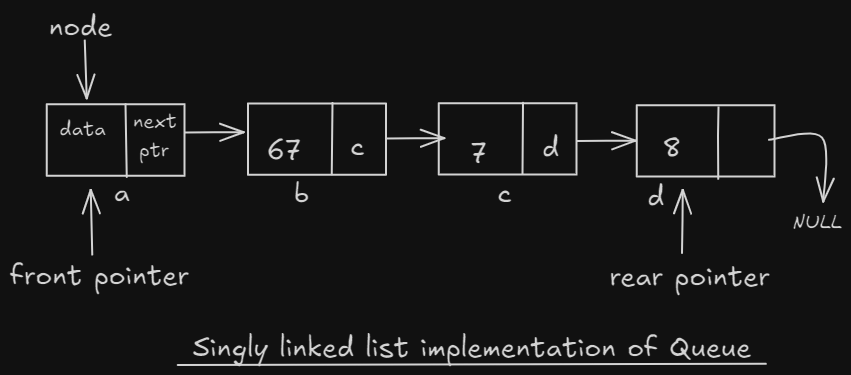 node
data
next
ptr
67
c
7
d
8
a
b
c
d
NULL
front pointer
rear pointer
Singly linked list implementation of Queue